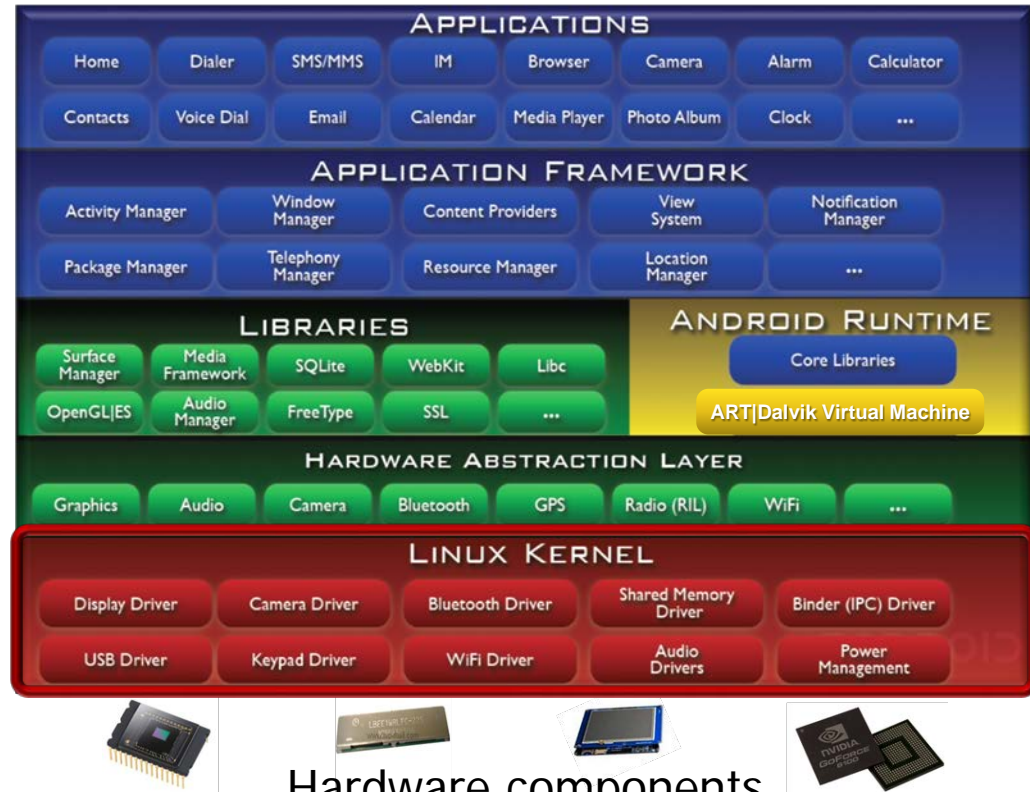 APPLICATIONS
Home Dialer SMS/MMS IM Browser Camera Alarm Calculator
Contacts Voice Dial Email Calendar Media Player Photo Album Clock ...
APPLICATION FRAMEWORK
Activity Manager Window Manager Content Providers View System Notification Manager
Package Manager Telephony Manager Resource Manager Location Manager ...
LIBRARIES
Surface Manager Media Framework SQLite WebKit Libc
OpenGL|ES Audio Manager FreeType SSL ...
ANDROID RUNTIME
Core Libraries
ART|Dalvik Virtual Machine
HARDWARE ABSTRACTION LAYER
Graphics Audio Camera Bluetooth GPS Radio (RIL) WiFi ...
LINUX KERNEL
Display Driver Camera Driver Bluetooth Driver Shared Memory Driver Binder (IPC) Driver
USB Driver Keypad Driver WiFi Driver Audio Drivers Power Management
NVIDIA
GOFORCE
Hardware components